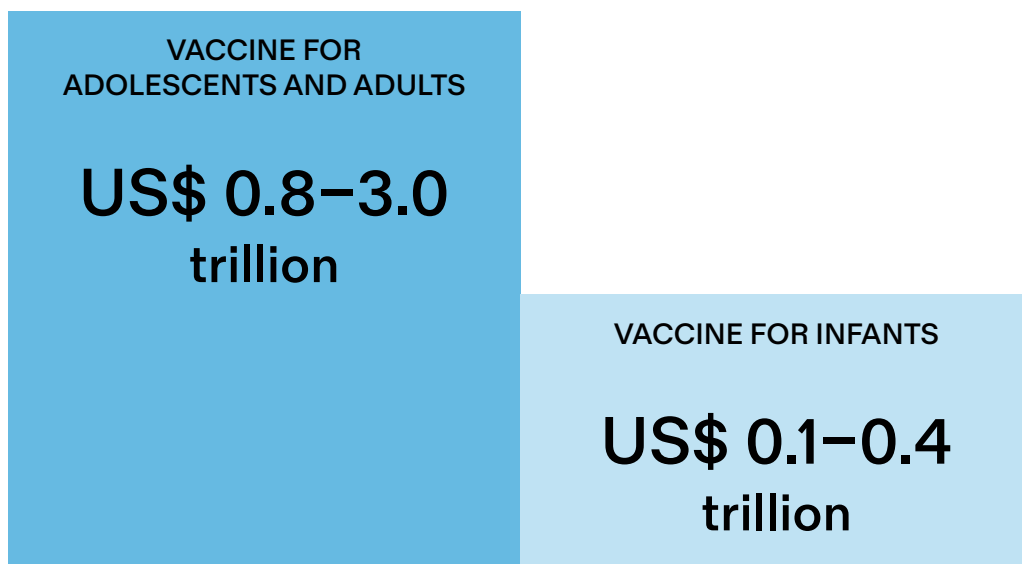 VACCINE FOR
ADOLESCENTS AND ADULTS
US$ 0.8–3.0
trillion
VACCINE FOR INFANTS
US$ 0.1–0.4
trillion